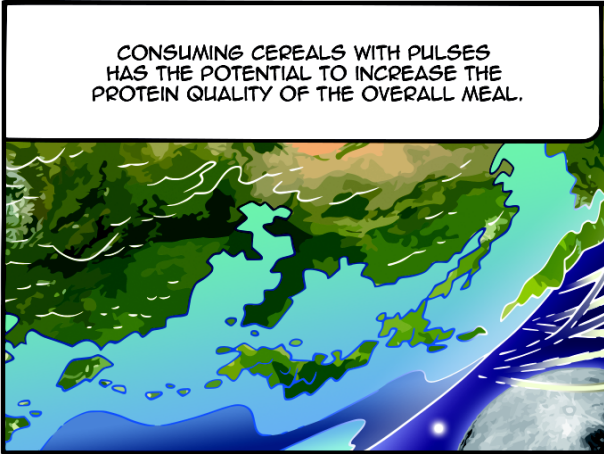 CONSUMING CEREALS WITH PULSES
HAS THE POTENTIAL TO INCREASE THE
PROTEIN QUALITY OF THE OVERALL MEAL.